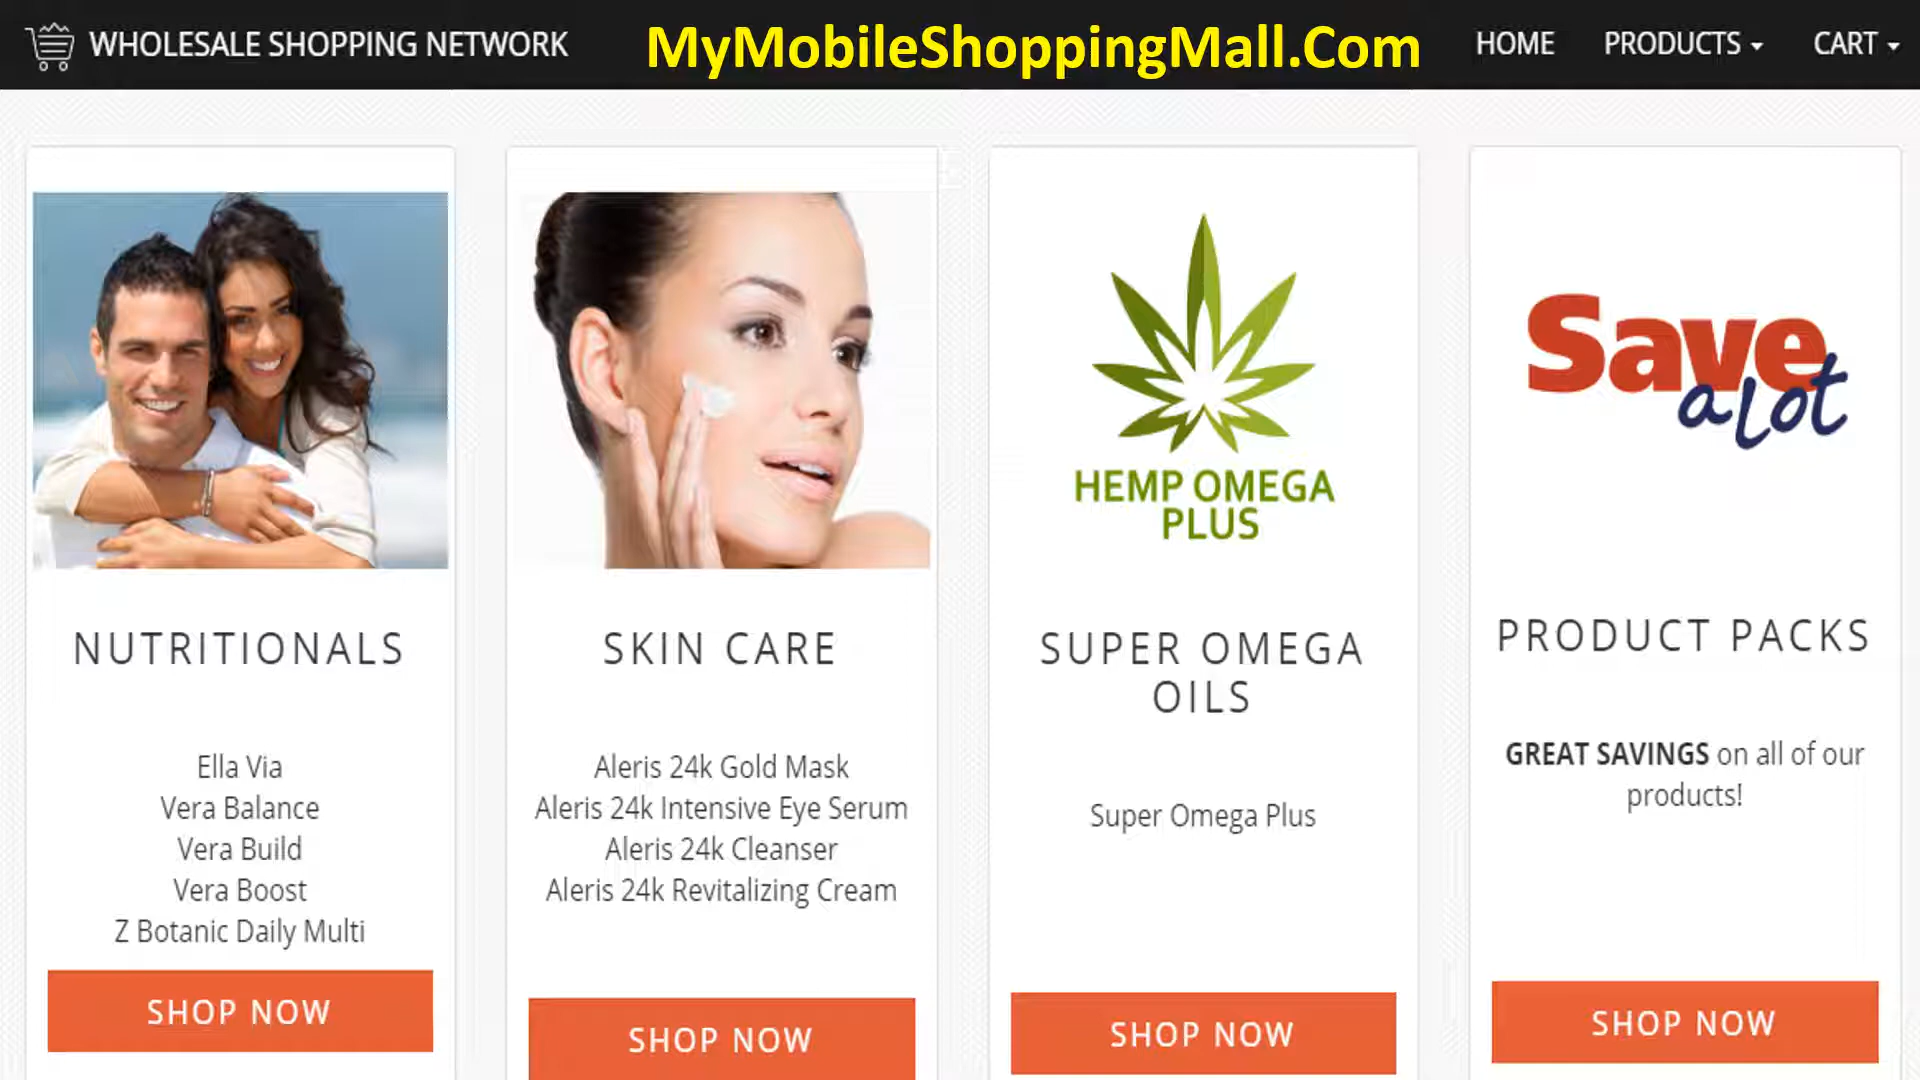 WHOLESALE SHOPPING NETWORK
MyMobileShoppingMall.Com
HOME
PRODUCTS
CART
NUTRITIONALS
Ella Via
Vera Balance
Vera Build
Vera Boost
Z Botanic Daily Multi
SHOP NOW
SKIN CARE
Aleris 24k Gold Mask
Aleris 24k Intensive Eye Serum
Aleris 24k Cleanser
Aleris 24k Revitalizing Cream
SHOP NOW
HEMP OMEGA
PLUS
SUPER OMEGA
OILS
Super Omega Plus
SHOP NOW
Save
a lot
PRODUCT PACKS
GREAT SAVINGS on all of our
products!
SHOP NOW